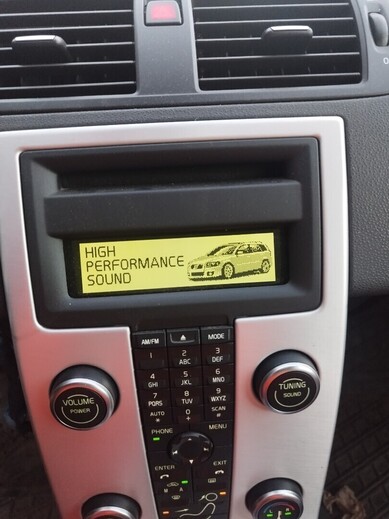 HIGH
PERFORMANCE
SOUND
AM/FM
MODE
1
2
ABC
3
DEF
4
GHI
5
JKL
6
MNO
7
PQRS
8
TUV
9
WXYZ
AUTO
*
0
+
SCAN
#
VOLUME
POWER
TUNING
SOUND
PHONE
MENU
ENTER
EXIT